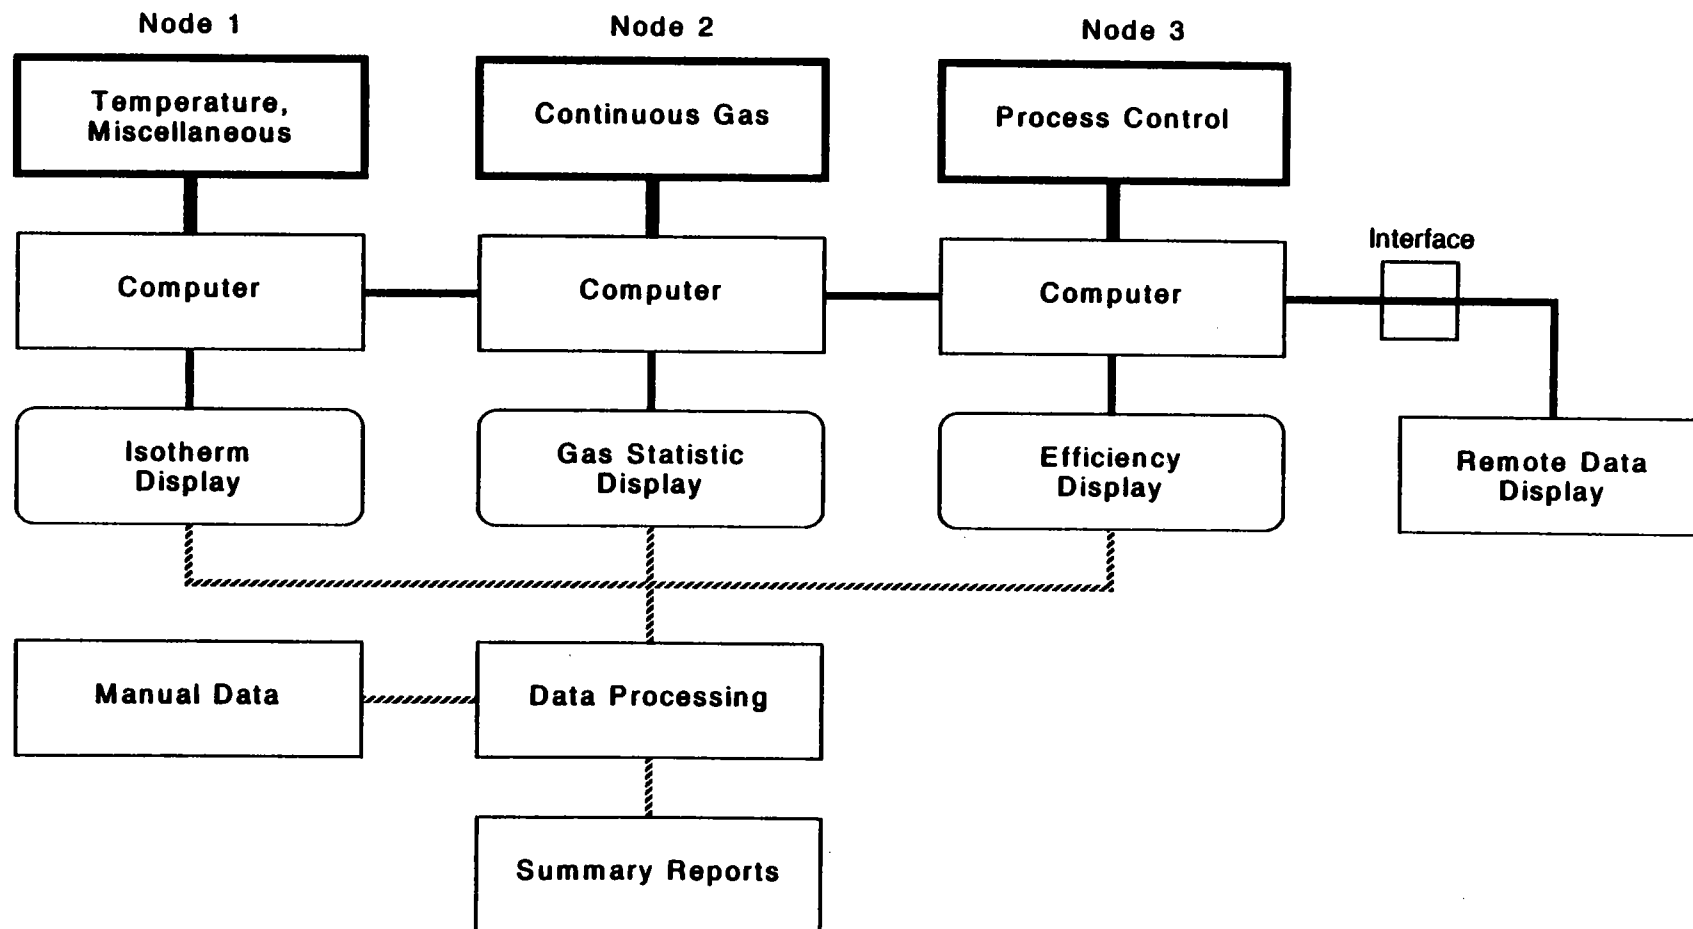 Node 1
Node 2
Node 3
Temperature,
Miscellaneous
Continuous Gas
Process Control
Interface
Computer
Computer
Computer
Isotherm
Display
Gas Statistic
Display
Efficiency
Display
Remote Data
Display
Manual Data
Data Processing
Summary Reports